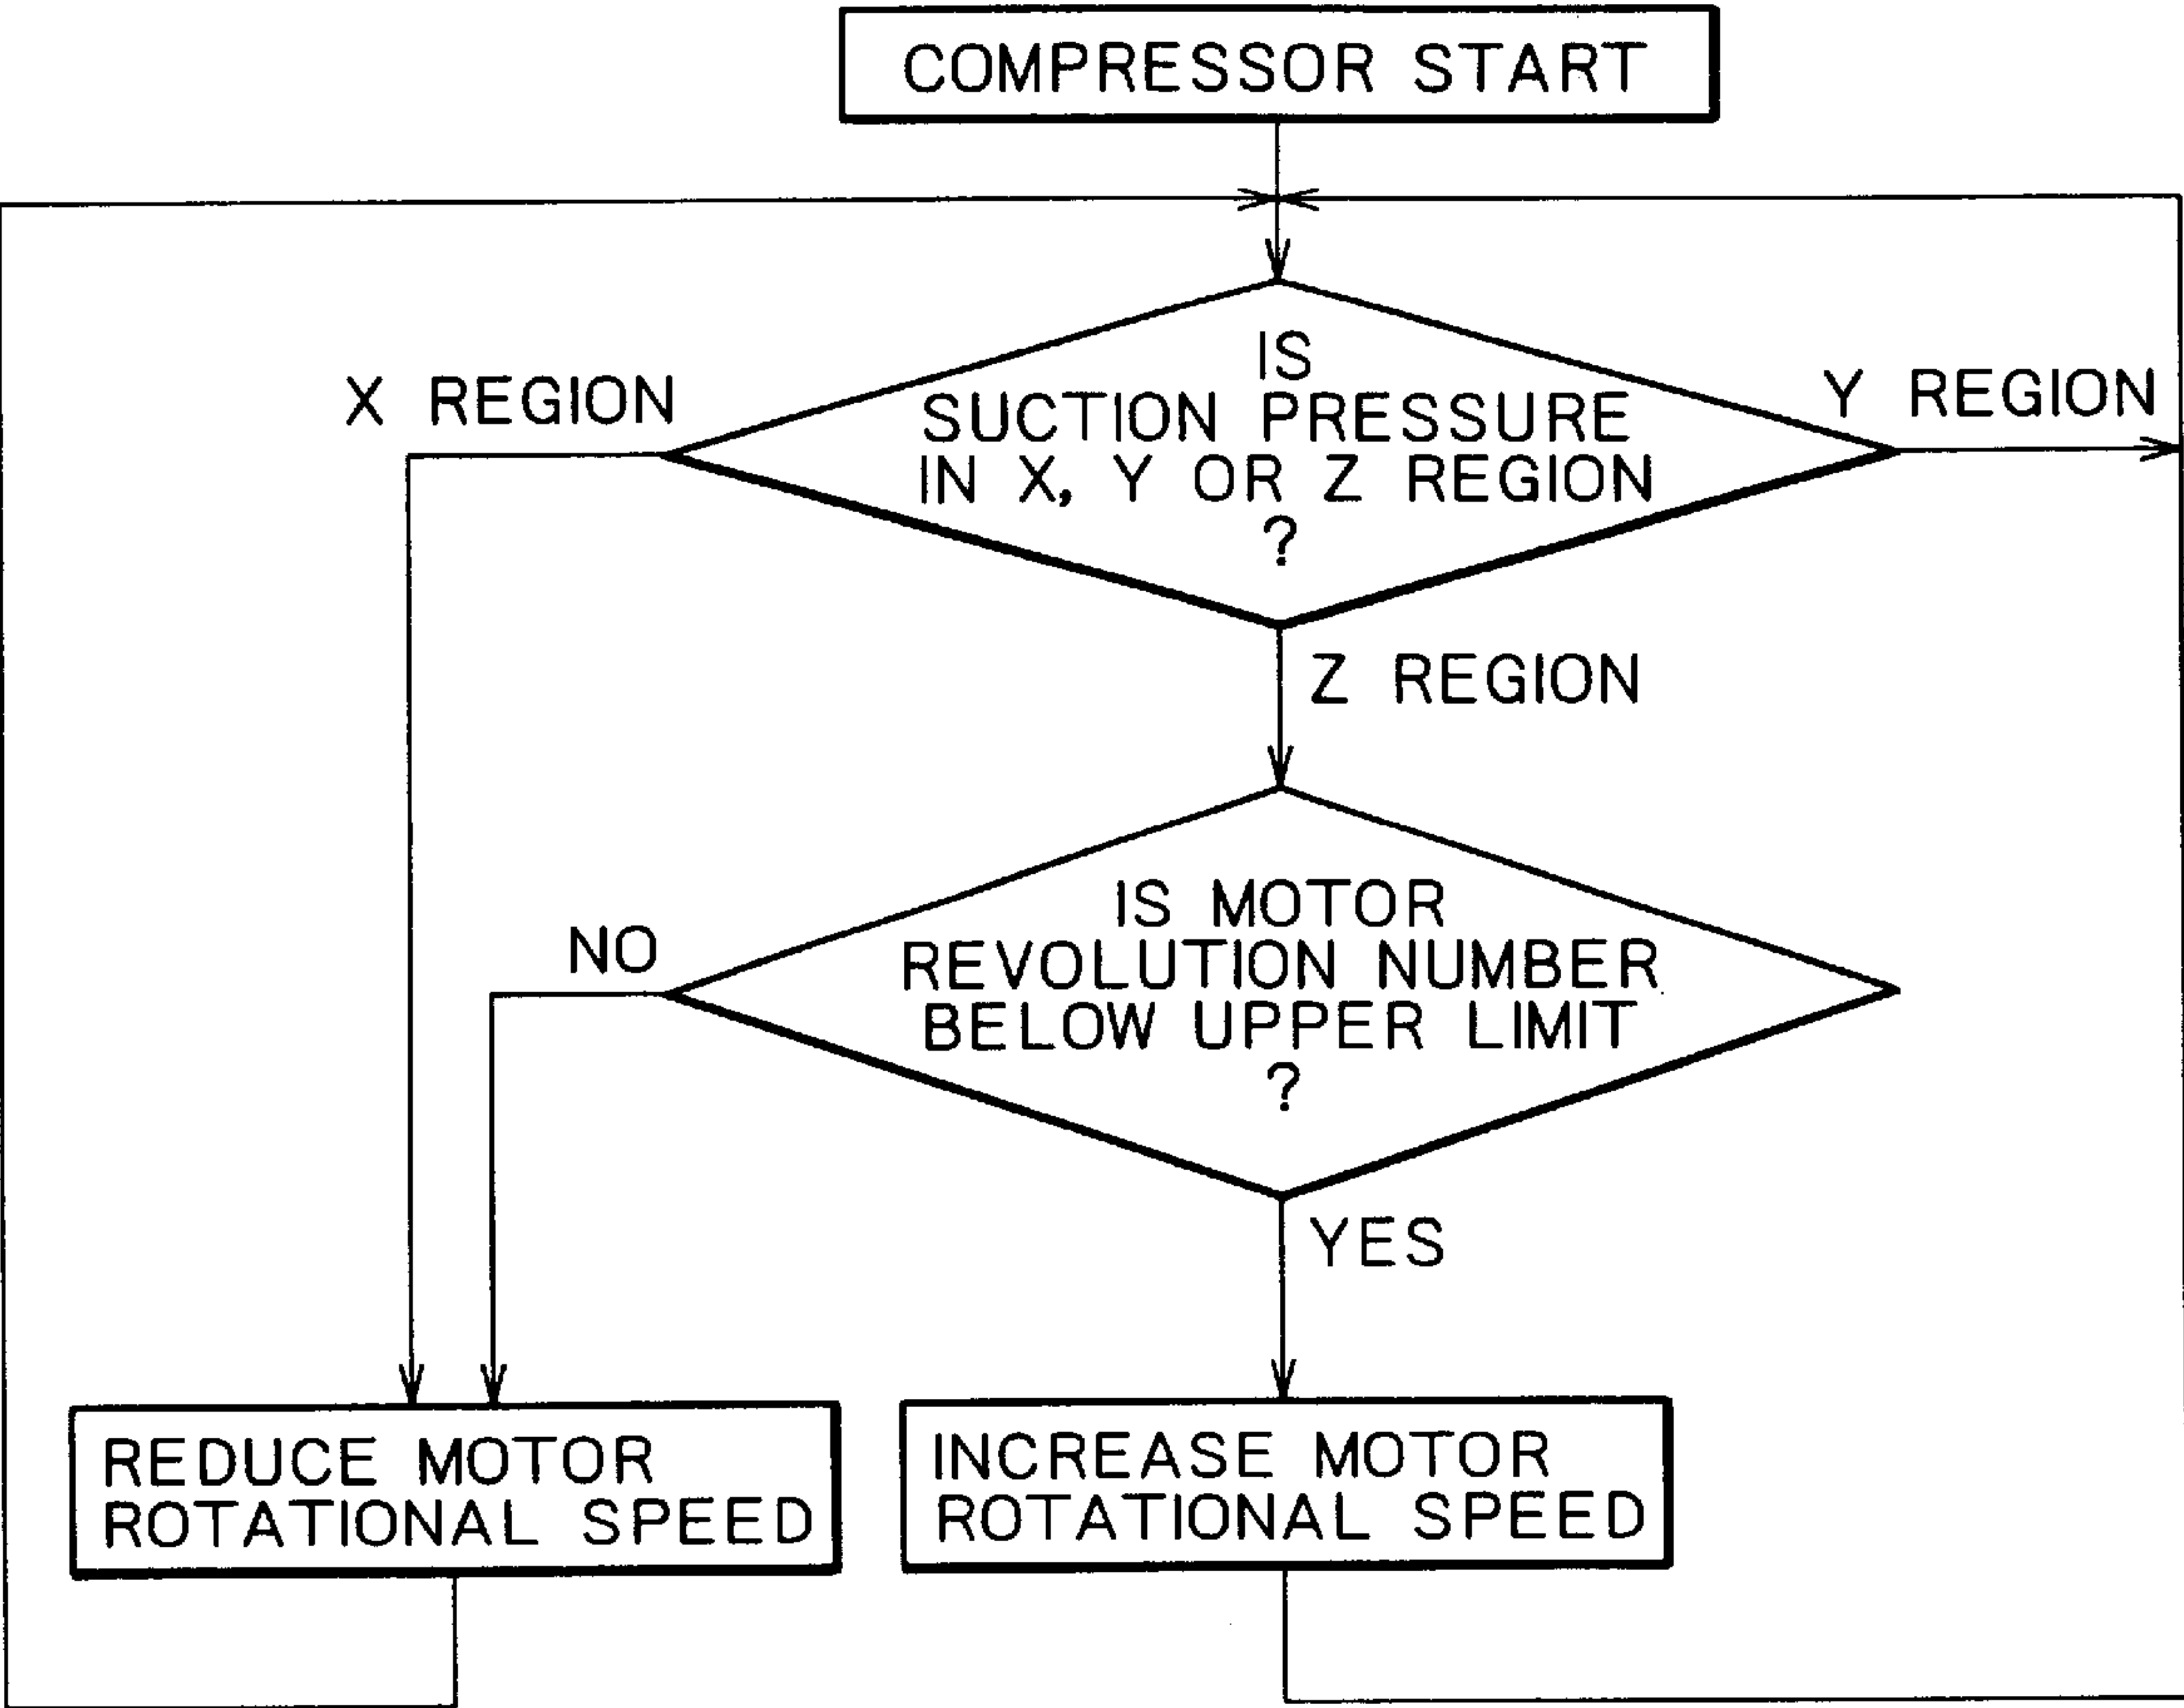 COMPRESSOR START
IS
SUCTION PRESSURE
IN X, Y OR Z REGION
?
X REGION
Y REGION
Z REGION
IS MOTOR
REVOLUTION NUMBER
BELOW UPPER LIMIT
?
NO
YES
REDUCE MOTOR
ROTATIONAL SPEED
INCREASE MOTOR
ROTATIONAL SPEED